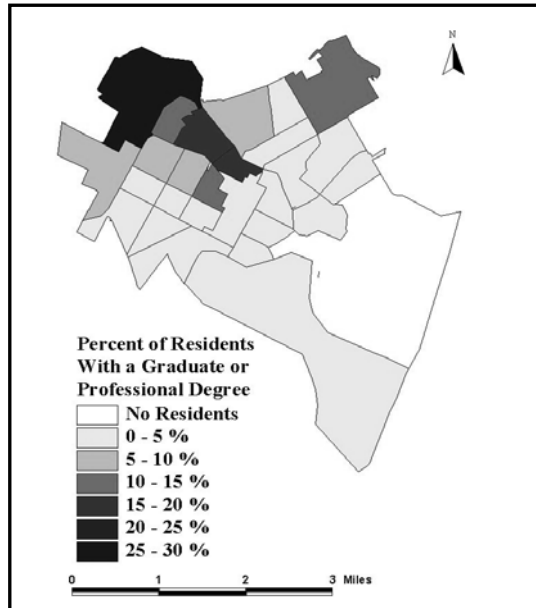 N
Percent of Residents
With a Graduate or
Professional Degree
No Residents
0 - 5 %
5 - 10 %
10 - 15 %
15 - 20 %
20 - 25 %
25 - 30 %
0 1 2 3 Miles